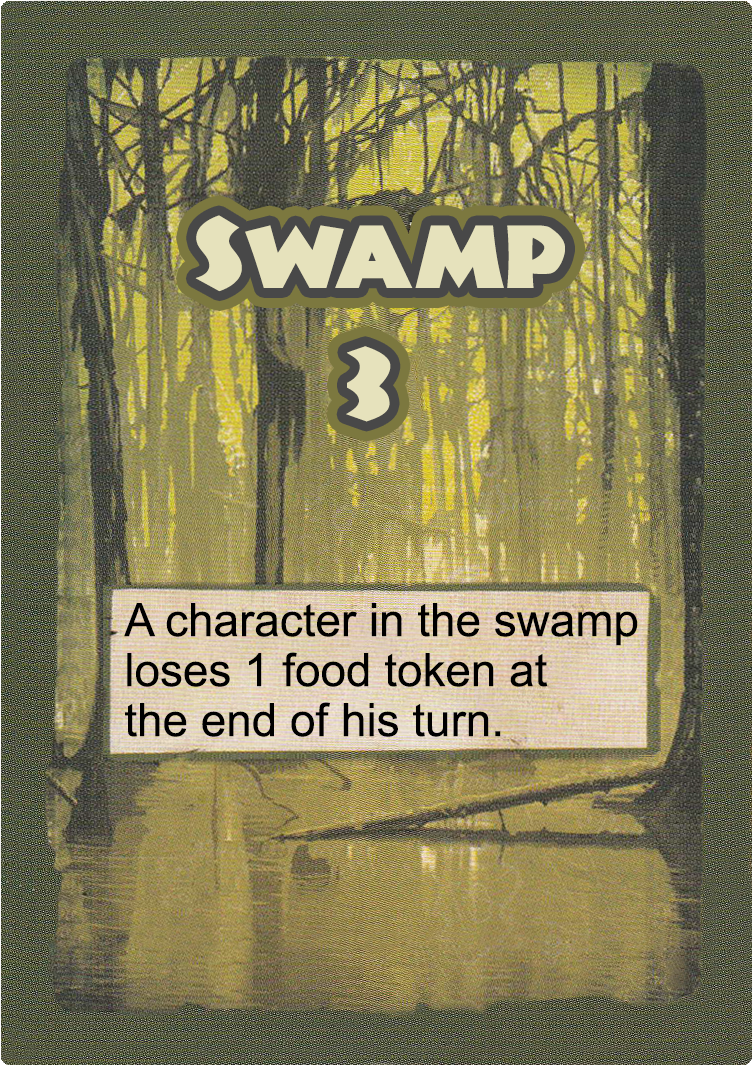 SWAMP
3
A character in the swamp
loses 1 food token at
the end of his turn.